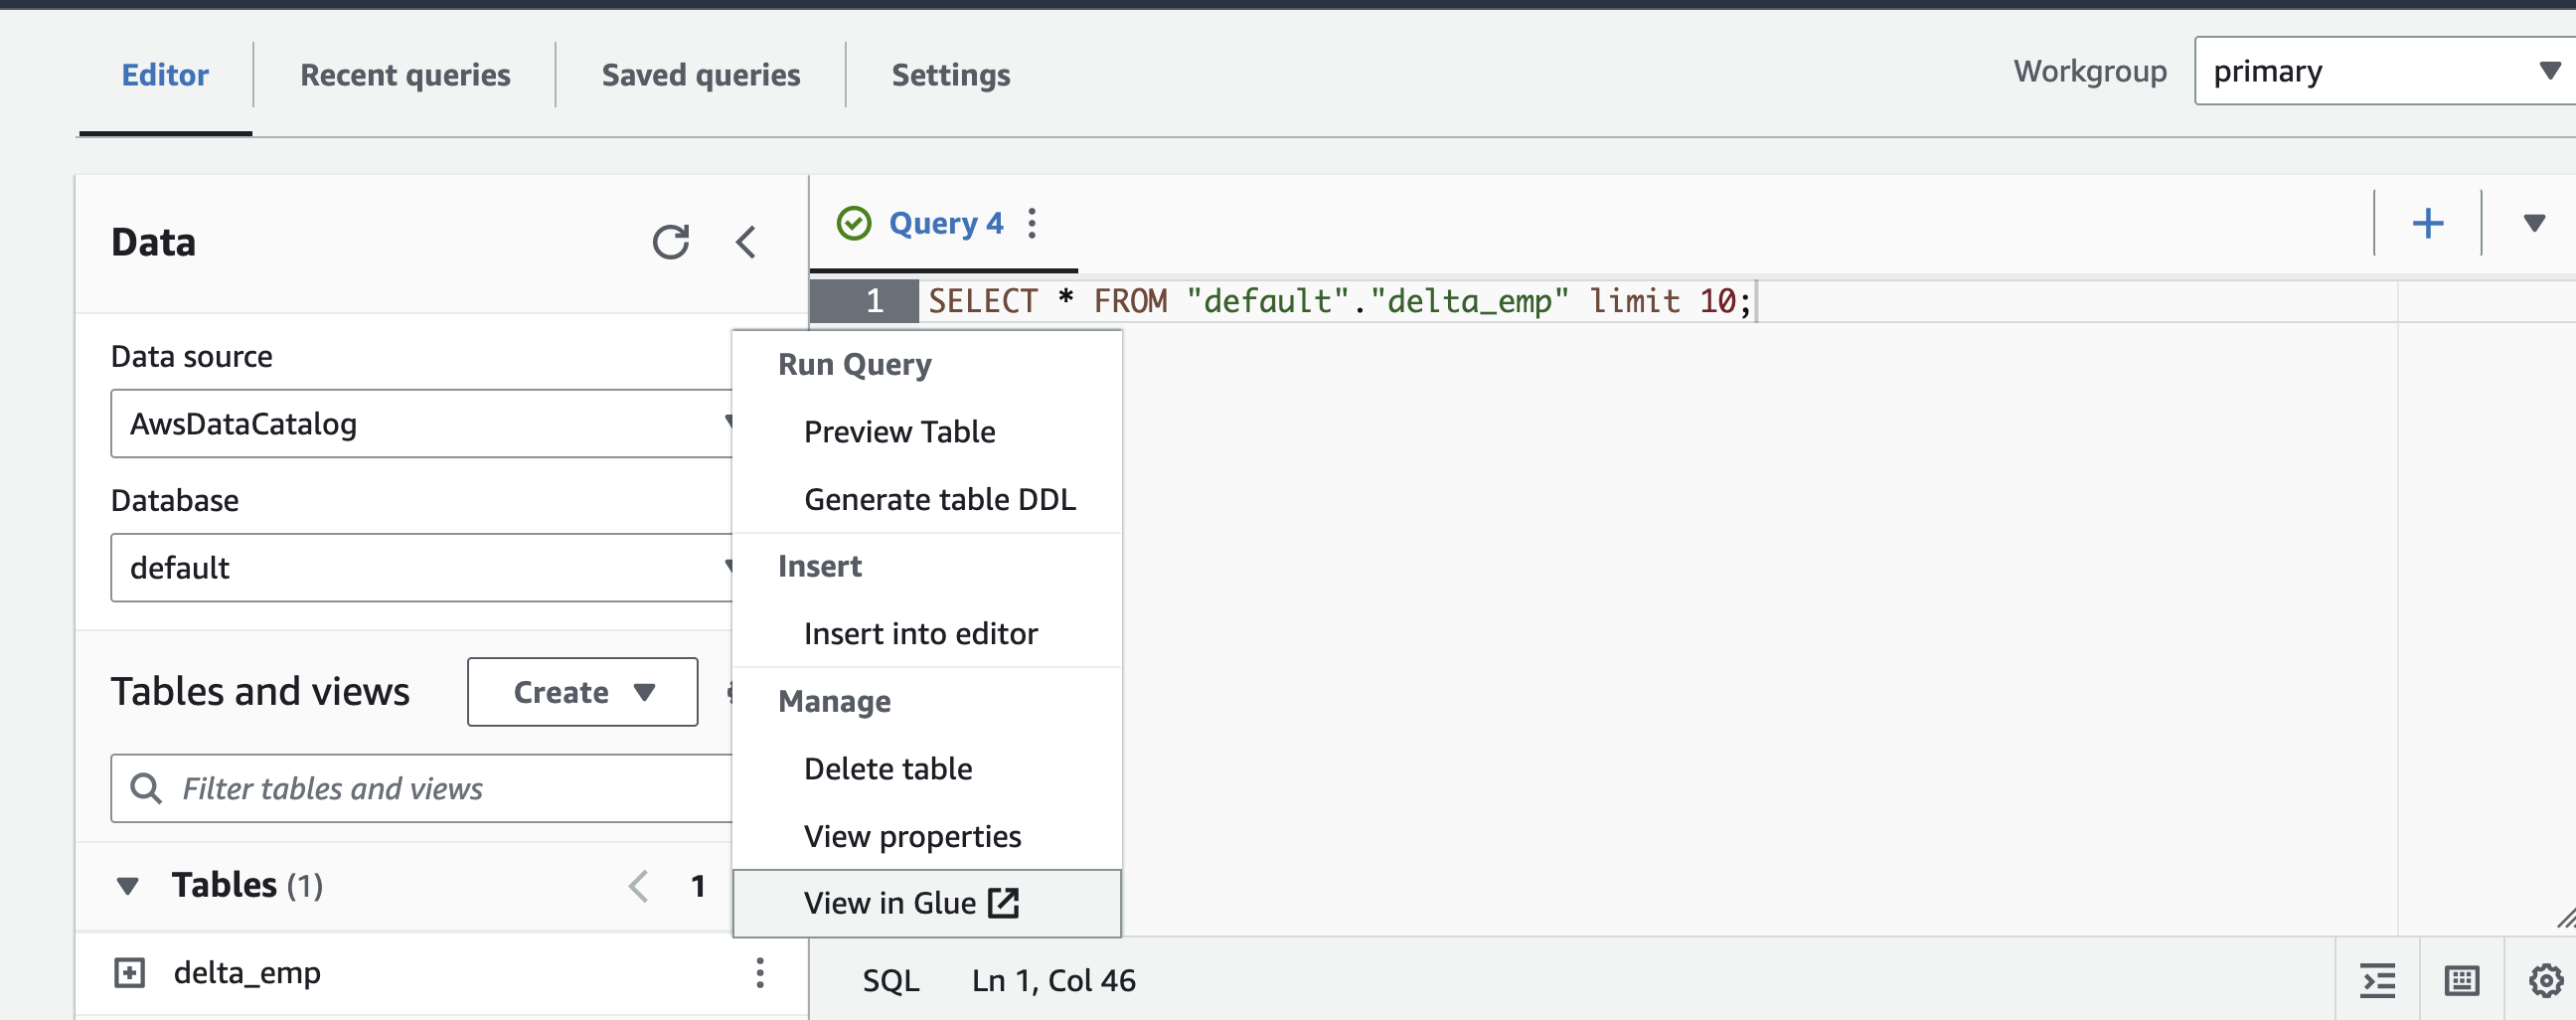 Editor Recent queries Saved queries Settings Workgroup primary
Data
Data source
AwsDataCatalog
Database
default
Tables and views Create
Filter tables and views
Tables (1) 1
delta_emp
Query 4
1 SELECT * FROM "default"."delta_emp" limit 10;
Run Query
Preview Table
Generate table DDL
Insert
Insert into editor
Manage
Delete table
View properties
View in Glue
SQL Ln 1, Col 46